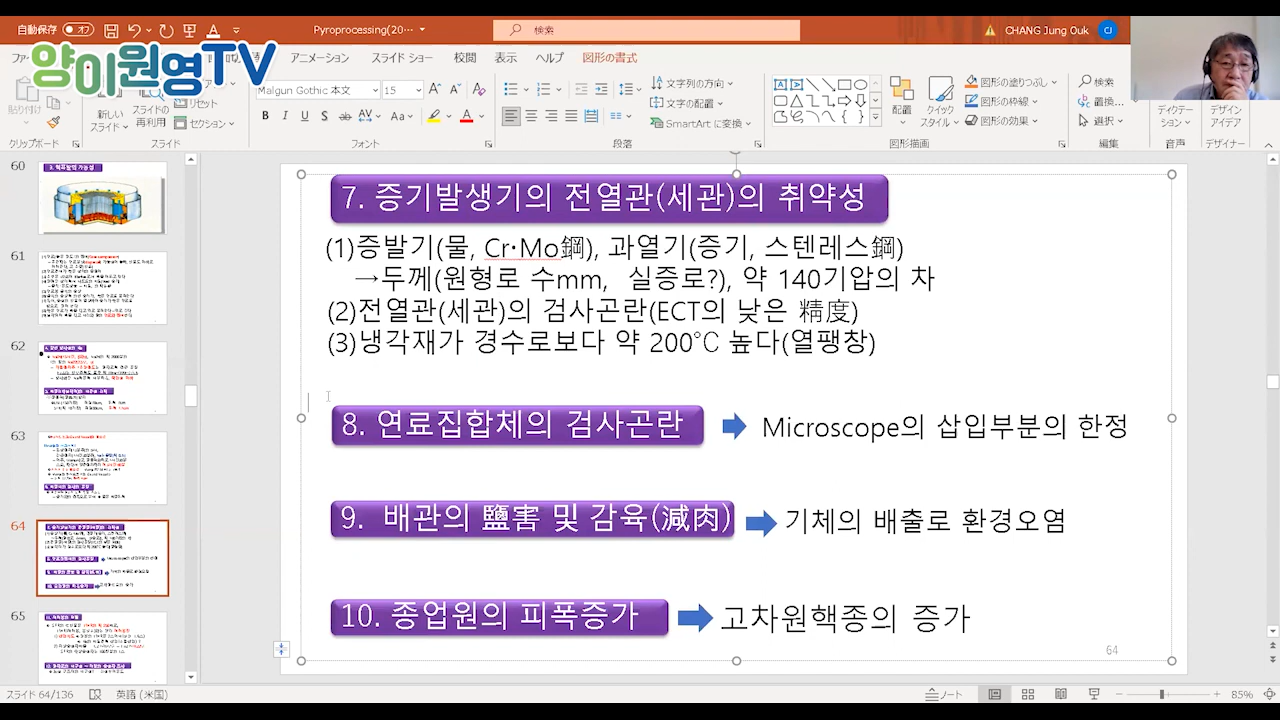 自動保存 オフ
Pyroprocessing(20…
検索
CHANG Jung Ouk
CJ
양이원영TV
アニメーション
スライド ショー
校閲
表示
ヘルプ
図形の書式
貼り付け
新しい
スライド
スライドの
再利用
リセット
セクション
Malgun Gothic 本文
15
文字列の方向
文字の配置
SmartArt に変換
配置
クイック
スタイル
図形の塗りつぶし
図形の枠線
図形の効果
検索
置換...
選択
ディクテー
ション
デザイン
アイデア
クリップボード
スライド
フォント
段落
図形描画
編集
音声
デザイナー
60
61
62
63
64
65
7. 증기발생기의 전열관(세관)의 취약성
(1)증발기(물, Cr·Mo鋼), 과열기(증기, 스텐레스鋼)
→두께(원형로 수mm, 실증로?), 약 140기압의 차
(2)전열관(세관)의 검사곤란(ECT의 낮은 精度)
(3)냉각재가 경수로보다 약 200℃ 높다(열팽창)
8. 연료집합체의 검사곤란
Microscope의 삽입부분의 한정
9. 배관의 鹽害 및 감육(減肉)
기체의 배출로 환경오염
10. 종업원의 피폭증가
고차원핵종의 증가
64
スライド 64/136
英語 (米国)
ノート
85%